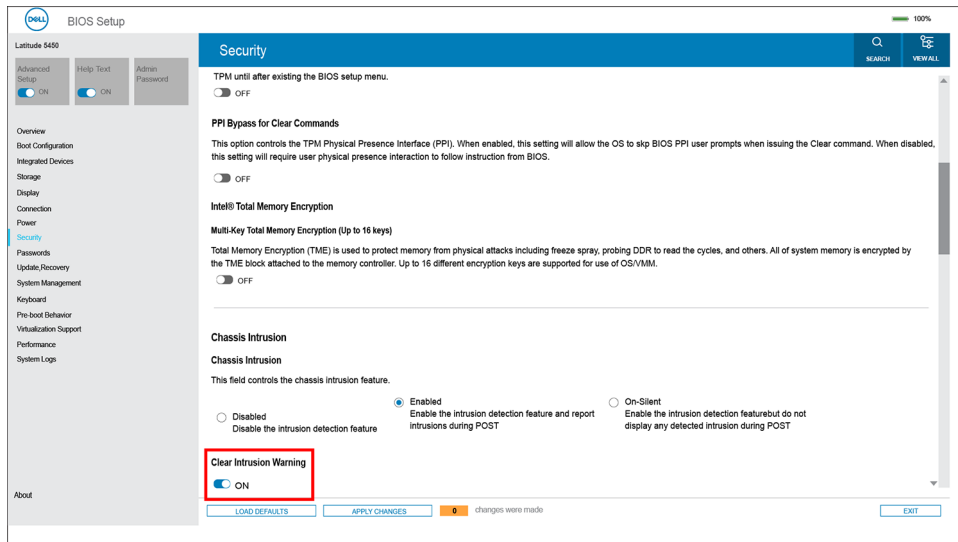 DELL
BIOS Setup
100%
Latitude 5450
Security
SEARCH
VIEW ALL
Advanced
Setup
ON
Help Text
ON
Admin
Password
Overview
Boot Configuration
Integrated Devices
Storage
Display
Connection
Power
Security
Passwords
Update,Recovery
System Management
Keyboard
Pre-boot Behavior
Virtualization Support
Performance
System Logs
About
TPM until after existing the BIOS setup menu.
OFF
PPI Bypass for Clear Commands
This option controls the TPM Physical Presence Interface (PPI). When enabled, this setting will allow the OS to skp BIOS PPI user prompts when issuing the Clear command. When disabled,
this setting will require user physical presence interaction to follow instruction from BIOS.
OFF
Intel® Total Memory Encryption
Multi-Key Total Memory Encryption (Up to 16 keys)
Total Memory Encryption (TME) is used to protect memory from physical attacks including freeze spray, probing DDR to read the cycles, and others. All of system memory is encrypted by
the TME block attached to the memory controller. Up to 16 different encryption keys are supported for use of OS/VMM.
OFF
Chassis Intrusion
Chassis Intrusion
This field controls the chassis intrusion feature.
Disabled
Disable the intrusion detection feature
Enabled
Enable the intrusion detection feature and report
intrusions during POST
On-Silent
Enable the intrusion detection featurebut do not
display any detected intrusion during POST
Clear Intrusion Warning
ON
LOAD DEFAULTS
APPLY CHANGES
0
changes were made
EXIT